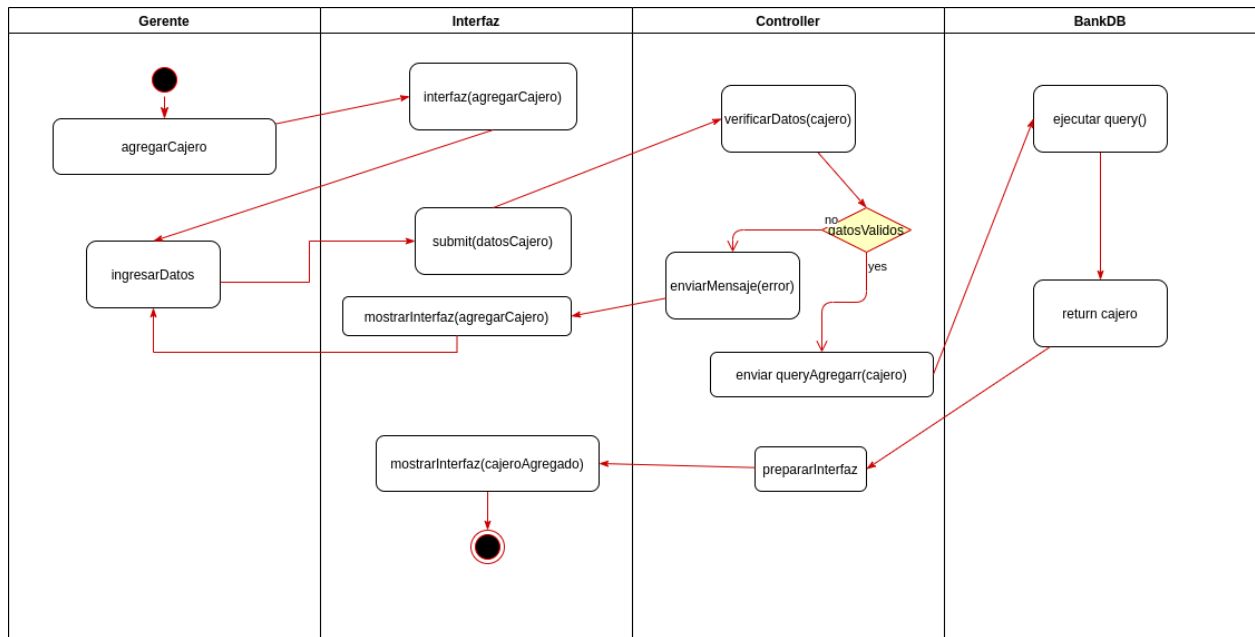 Gerente
Interfaz
Controller
BankDB
agregarCajero
interfaz(agregarCajero)
verificarDatos(cajero)
ejecutar query()
ingresarDatos
submit(datosCajero)
no
datosValidos
yes
enviarMensaje(error)
mostrarInterfaz(agregarCajero)
return cajero
enviar queryAgregarr(cajero)
mostrarInterfaz(cajeroAgregado)
prepararInterfaz